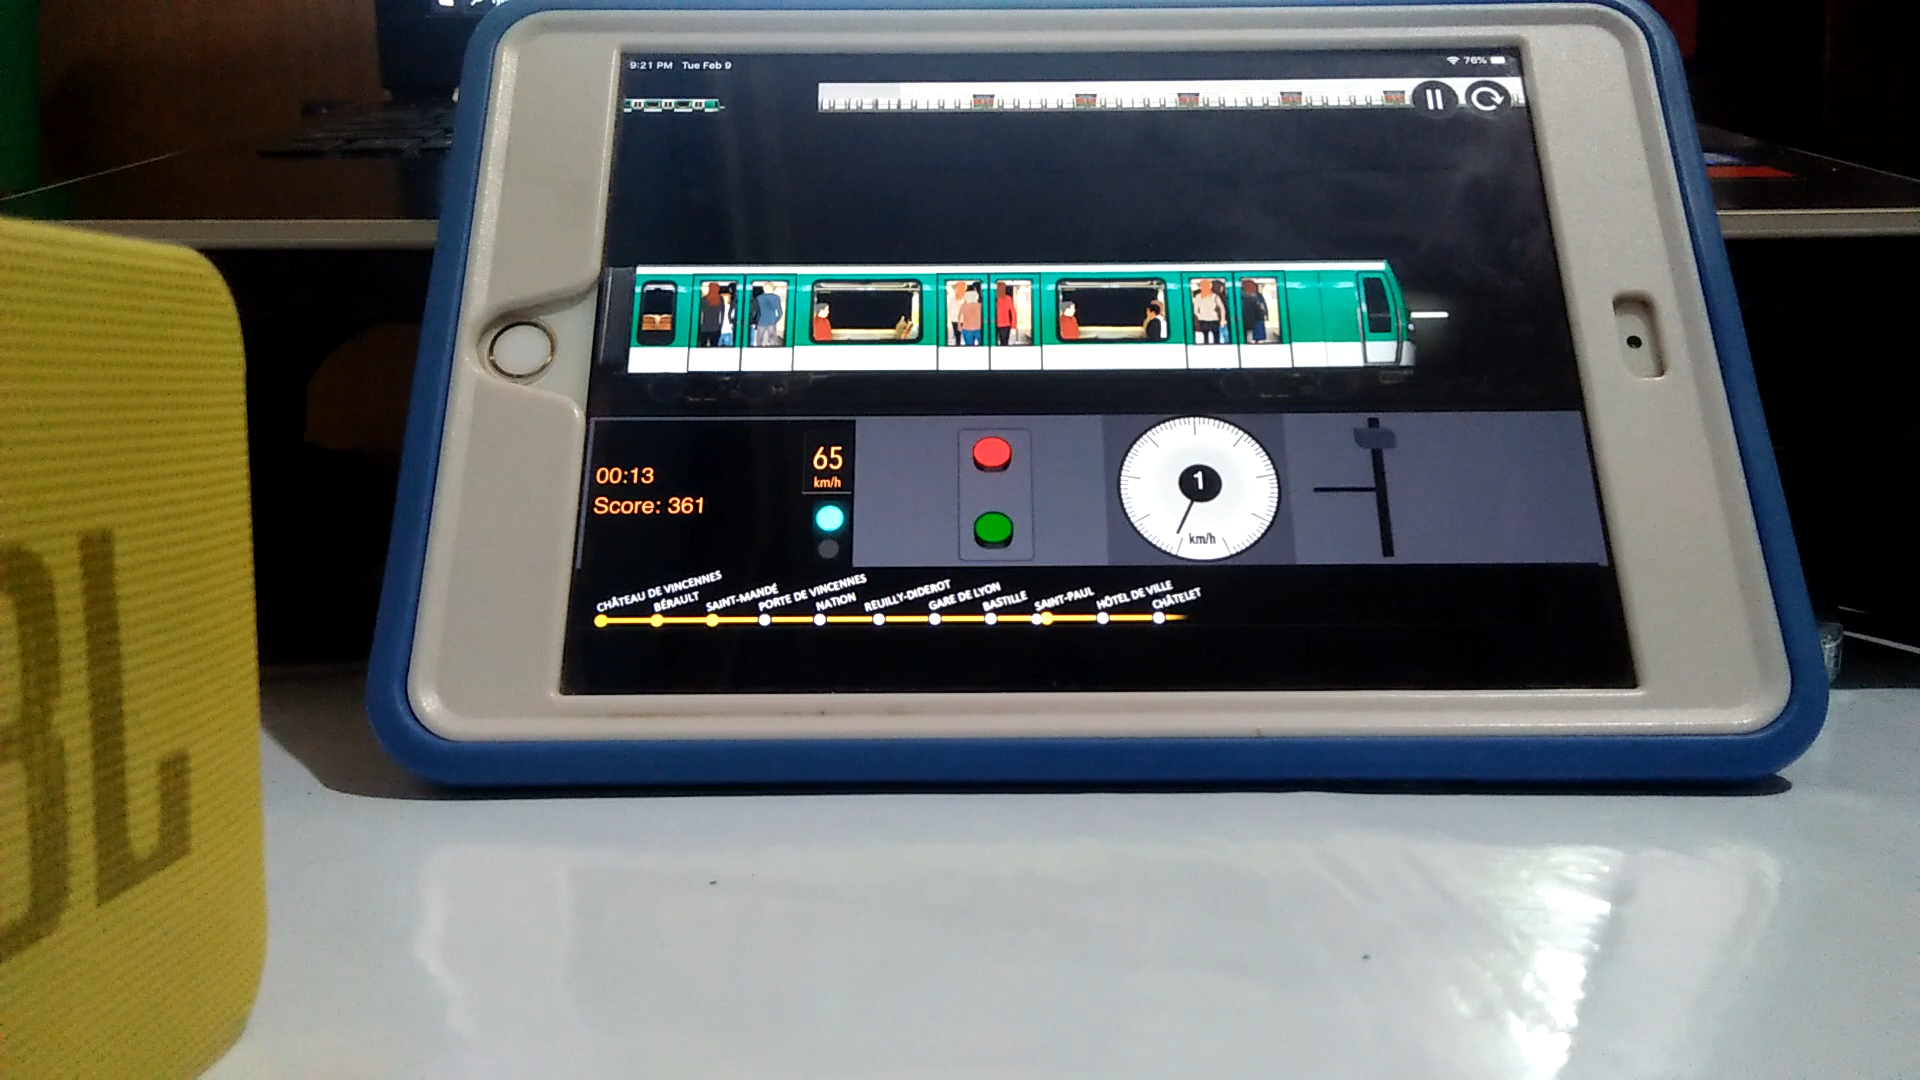 9:21 PM Tue Feb 9
76%
65
km/h
00:13
Score: 361
1
km/h
CHÂTEAU DE VINCENNES
BÉRAULT
SAINT-MANDÉ
PORTE DE VINCENNES
NATION
REUILLY-DIDEROT
GARE DE LYON
BASTILLE
SAINT-PAUL
HÔTEL DE VILLE
CHÂTELET
JBL